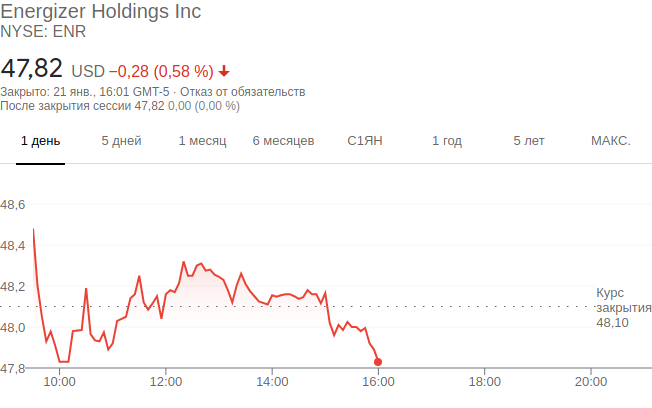 Energizer Holdings Inc
NYSE: ENR
47,82 USD −0,28 (0,58 %)
Закрыто: 21 янв., 16:01 GMT-5 · Отказ от обязательств
После закрытия сессии 47,82 0,00 (0,00 %)
1 день 5 дней 1 месяц 6 месяцев С1ЯН 1 год 5 лет МАКС.
48,6
48,4
48,2
48,0
47,8
Курс
закрытия
48,10
10:00 12:00 14:00 16:00 18:00 20:00